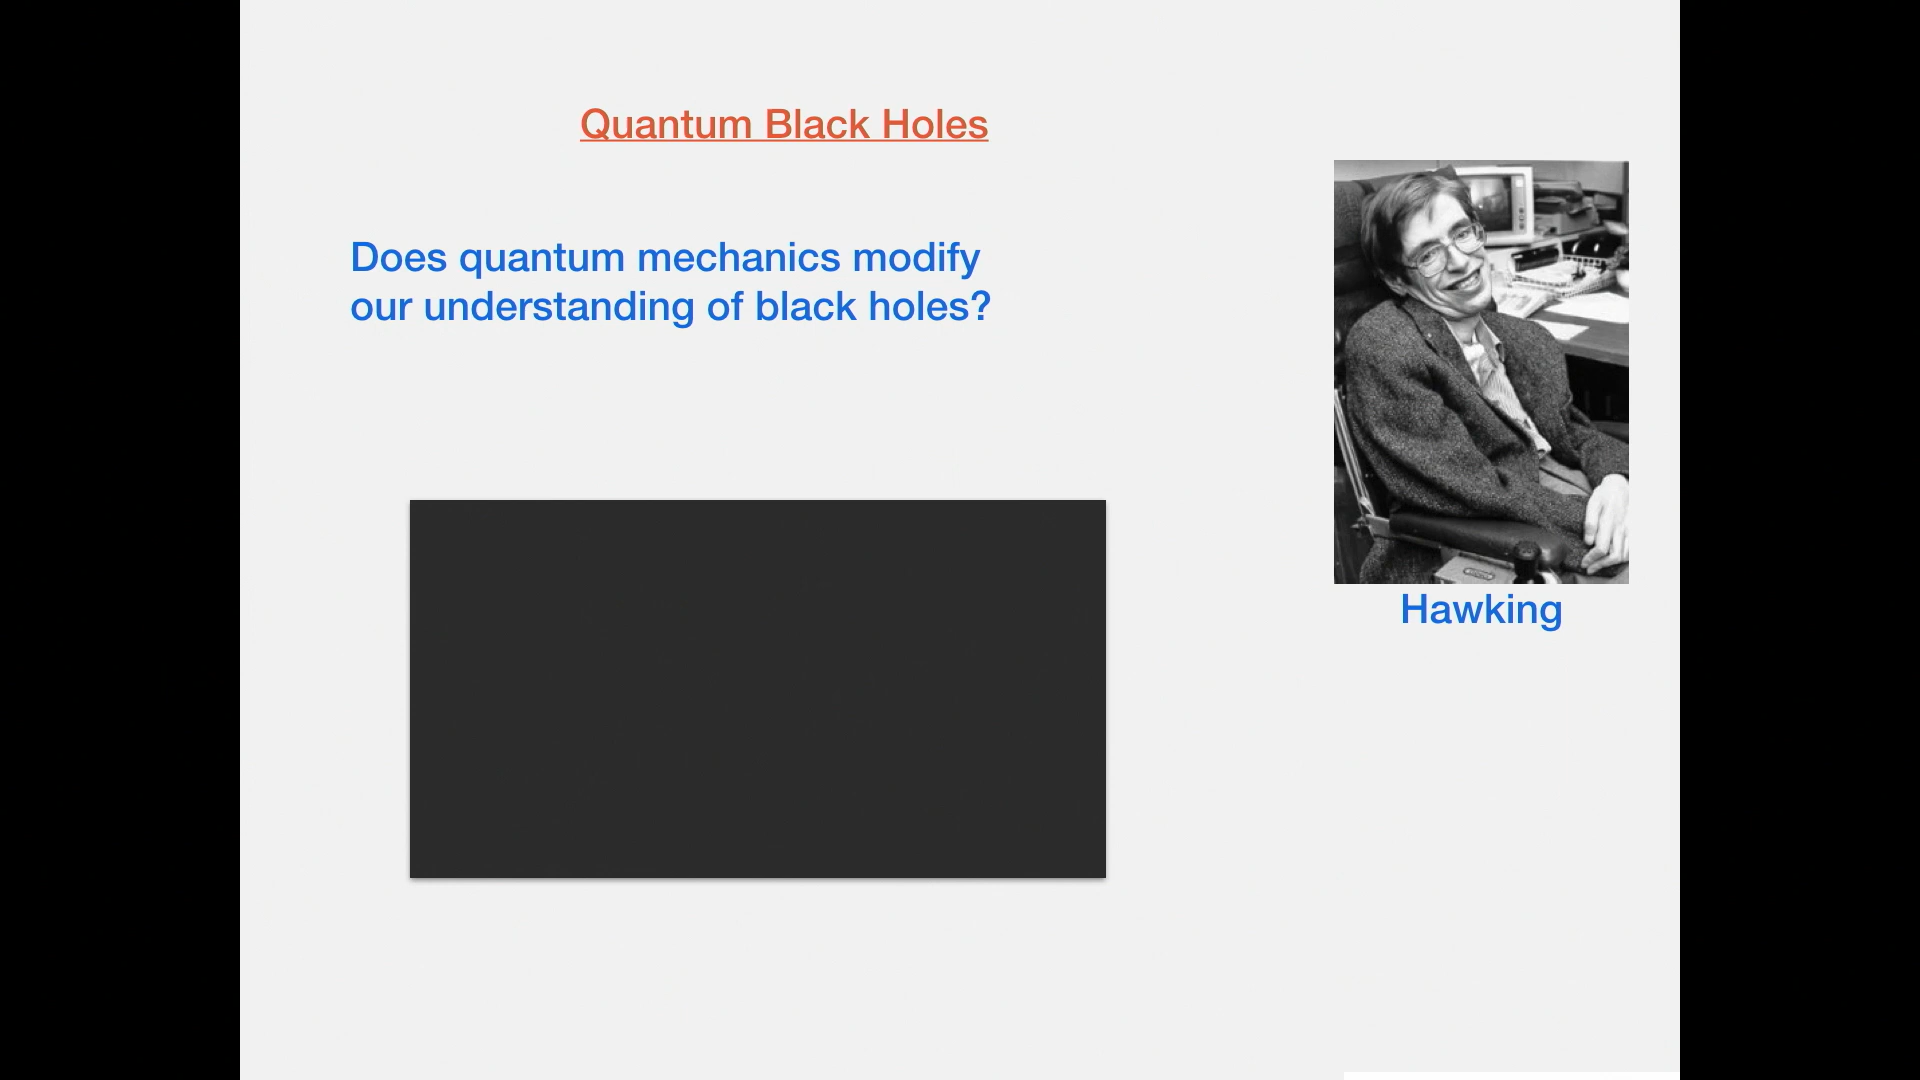 Quantum Black Holes
Does quantum mechanics modify
our understanding of black holes?
Hawking